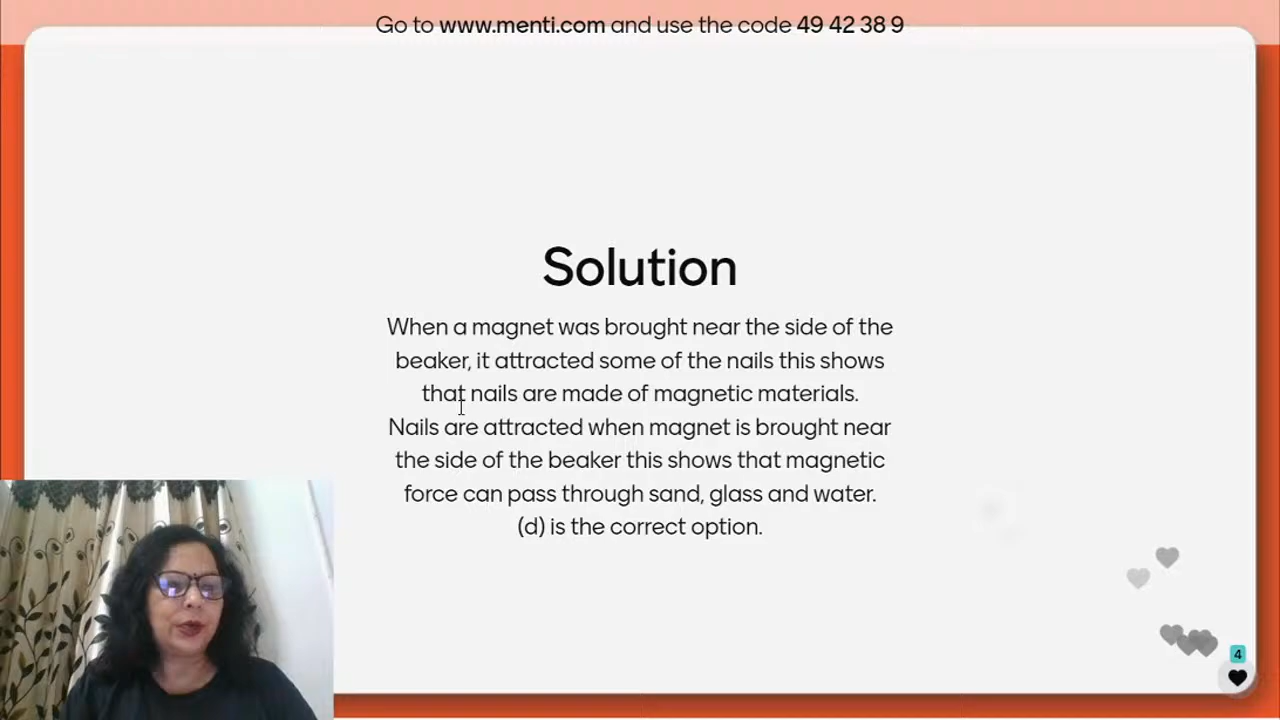 Go to www.menti.com and use the code 49 42 38 9
Solution
When a magnet was brought near the side of the
beaker, it attracted some of the nails this shows
that nails are made of magnetic materials.
Nails are attracted when magnet is brought near
the side of the beaker this shows that magnetic
force can pass through sand, glass and water.
(d) is the correct option.
4